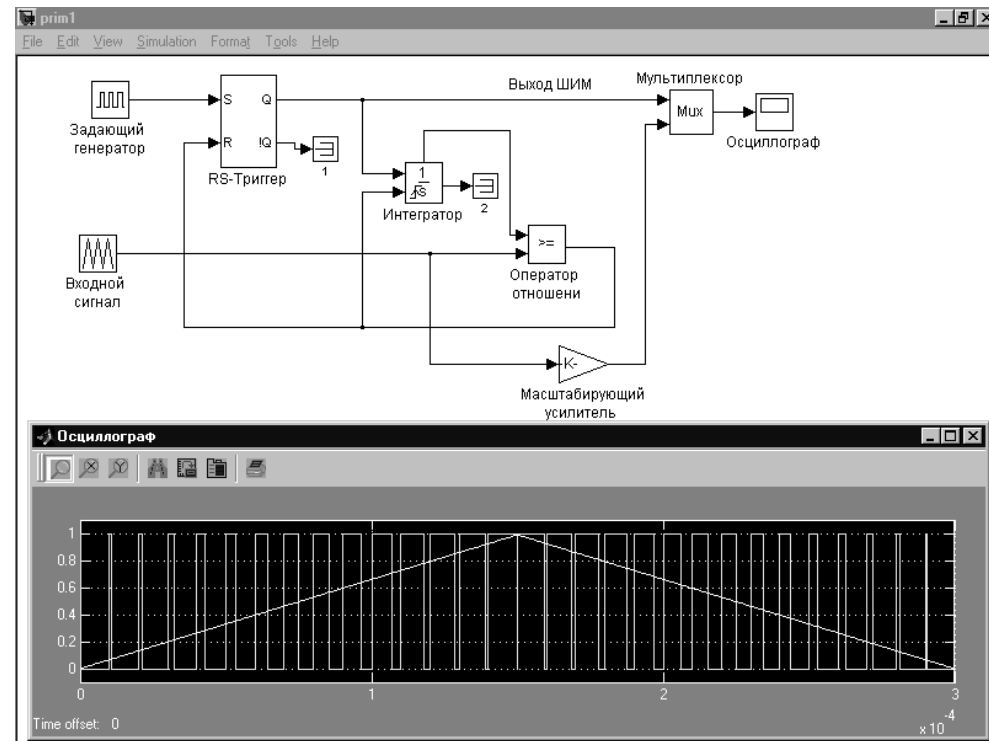 prim1
File Edit View Simulation Format Tools Help
Задающий
генератор
S Q
R !Q
RS-Триггер
1
Выход ШИМ
Мультиплексор
Mux
Осциллограф
1
s
Интегратор
2
>=
Оператор
отношени
Входной
сигнал
K-
Масштабирующий
усилитель
Осциллограф
1
0.8
0.6
0.4
0.2
0
0 1 2 3
Time offset: 0
x 10
-4